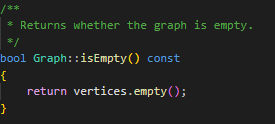 /**
 * Returns whether the graph is empty.
 */
bool Graph::isEmpty() const
{
    return vertices.empty();
}